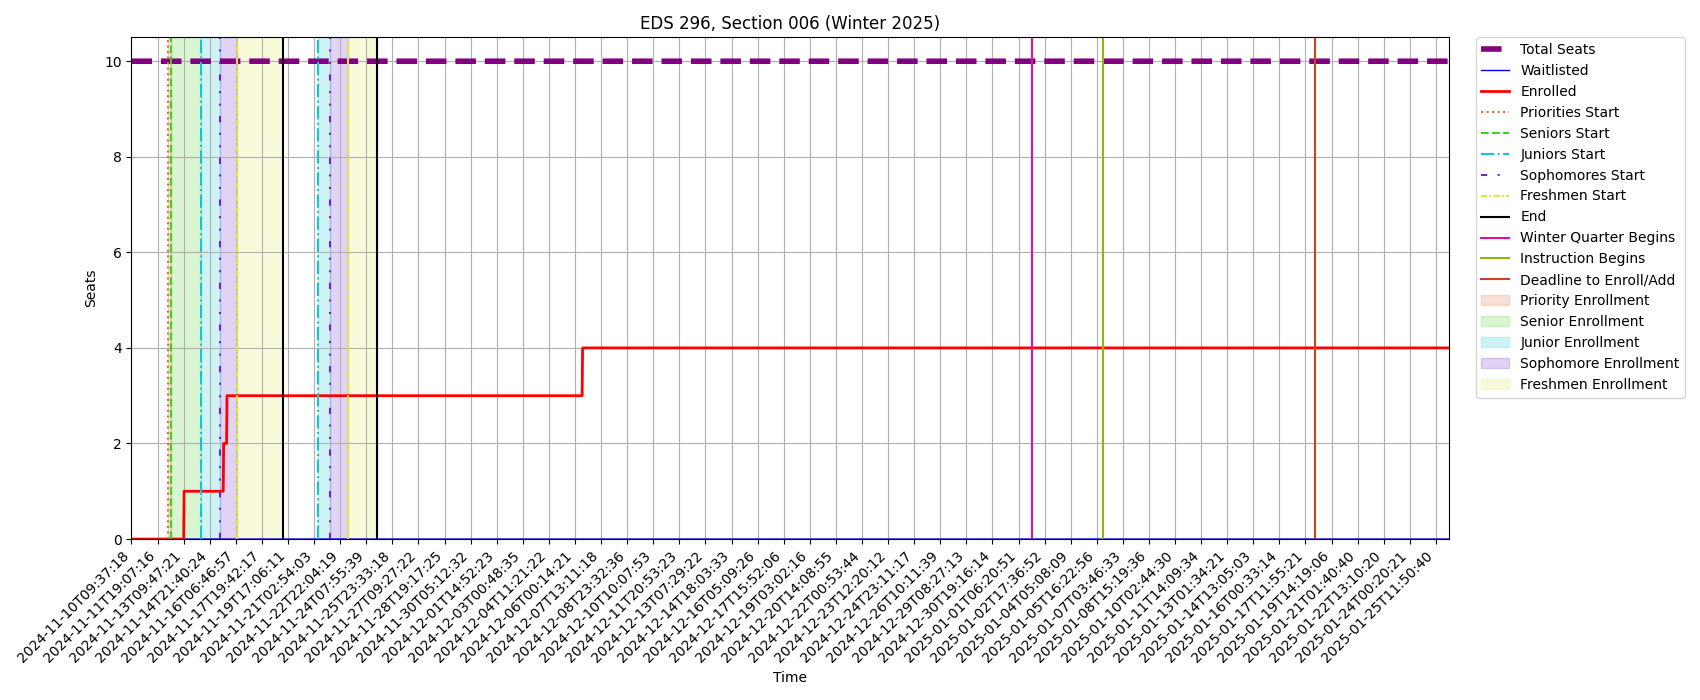 EDS 296, Section 006 (Winter 2025)
10
8
6
4
2
0
Seats
2024-11-10T09:37:18
2024-11-11T19:07:16
2024-11-13T09:47:21
2024-11-14T21:40:24
2024-11-16T06:46:57
2024-11-17T19:42:17
2024-11-19T17:06:11
2024-11-21T02:54:03
2024-11-22T22:04:19
2024-11-24T07:55:39
2024-11-25T23:33:18
2024-11-27T09:27:22
2024-11-28T19:17:25
2024-11-30T05:12:32
2024-12-01T14:52:23
2024-12-03T00:48:35
2024-12-04T11:21:22
2024-12-06T00:14:21
2024-12-07T13:11:18
2024-12-08T23:32:36
2024-12-10T10:07:53
2024-12-11T20:53:23
2024-12-13T07:29:22
2024-12-14T18:03:33
2024-12-16T05:09:26
2024-12-17T15:52:06
2024-12-19T03:02:16
2024-12-20T14:08:55
2024-12-22T00:53:44
2024-12-23T12:20:12
2024-12-24T23:11:17
2024-12-26T10:11:39
2024-12-29T08:27:13
2024-12-30T19:16:14
2025-01-01T06:20:51
2025-01-02T17:36:52
2025-01-04T05:08:09
2025-01-05T16:22:56
2025-01-07T03:46:33
2025-01-08T15:19:36
2025-01-10T02:44:30
2025-01-11T14:09:34
2025-01-13T01:34:21
2025-01-14T13:05:03
2025-01-16T00:33:14
2025-01-17T11:55:21
2025-01-19T14:19:06
2025-01-21T01:40:40
2025-01-22T13:10:20
2025-01-24T00:20:21
2025-01-25T11:50:40
Time
Total Seats
Waitlisted
Enrolled
Priorities Start
Seniors Start
Juniors Start
Sophomores Start
Freshmen Start
End
Winter Quarter Begins
Instruction Begins
Deadline to Enroll/Add
Priority Enrollment
Senior Enrollment
Junior Enrollment
Sophomore Enrollment
Freshmen Enrollment